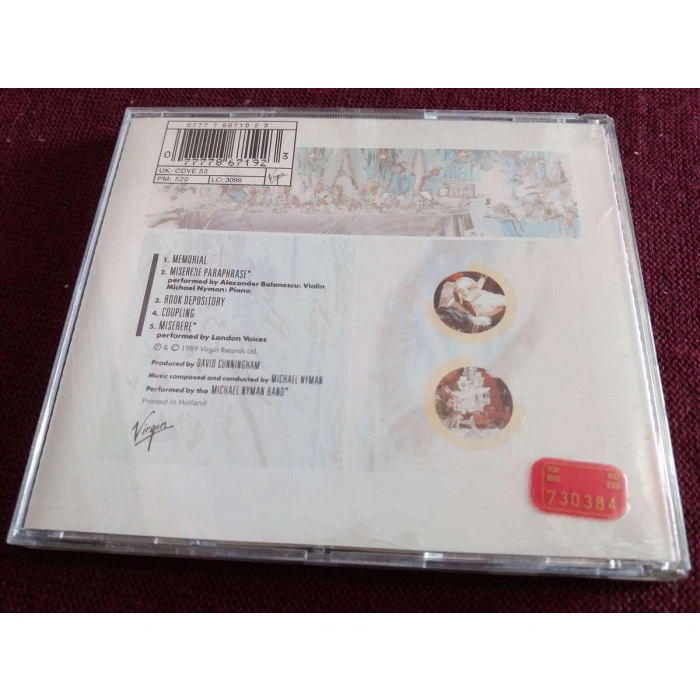 0777 7 86719 2 3
0 77778 67192 3
UK: CDVE 53
PM: 520 LC: 3098 Virgin
1. MEMORIAL
2. MISERERE PARAPHRASE*
performed by Alexander Balanescu: Violin
Michael Nyman: Piano
3. BOOK DEPOSITORY
4. COUPLING
5. MISERERE*
performed by London Voices
℗ & © 1989 Virgin Records Ltd.
Produced by DAVID CUNNINGHAM
Music composed and conducted by MICHAEL NYMAN
Performed by the MICHAEL NYMAN BAND*
Printed in Holland
Virgin
730384